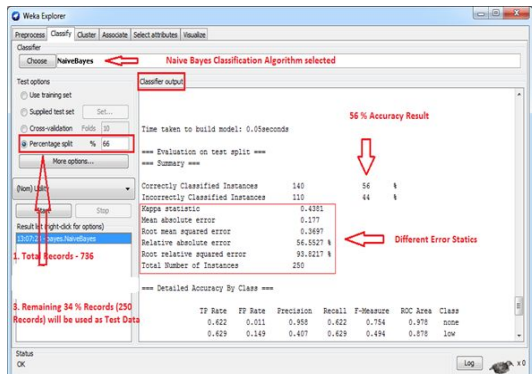 Weka Explorer
Preprocess Classify Cluster Associate Select attributes Visualize
Classifier
Choose NaiveBayes
Naive Bayes Classification Algorithm selected
Test options
Use training set
Supplied test set Set...
Cross-validation Folds 10
Percentage split % 66
More options...
(Nom) Utility
Start Stop
Result list (right-click for options)
bayes.NaiveBayes
1. Total Records - 736
3. Remaining 34 % Records (250
Records) will be used as Test Data
Classifier output
56 % Accuracy Result
Time taken to build model: 0.05seconds
=== Evaluation on test split ===
=== Summary ===
Correctly Classified Instances 140 56 %
Incorrectly Classified Instances 110 44 %
Kappa statistic 0.4381
Mean absolute error 0.177
Root mean squared error 0.3697
Relative absolute error 56.5527 %
Root relative squared error 93.8217 %
Total Number of Instances 250
Different Error Statics
=== Detailed Accuracy By Class ===
TP Rate FP Rate Precision Recall F-Measure ROC Area Class
0.622 0.011 0.958 0.622 0.754 0.978 none
0.629 0.149 0.407 0.629 0.494 0.878 low
Status
OK
Log
x 0